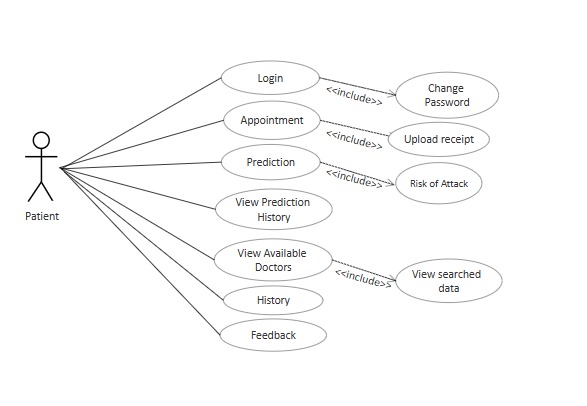 Login
<<include>>
Change
Password
Appointment
<<include>>
Upload receipt
Prediction
<<include>>
Risk of Attack
Patient
View Prediction
History
View Available
Doctors
<<include>>
View searched
data
History
Feedback